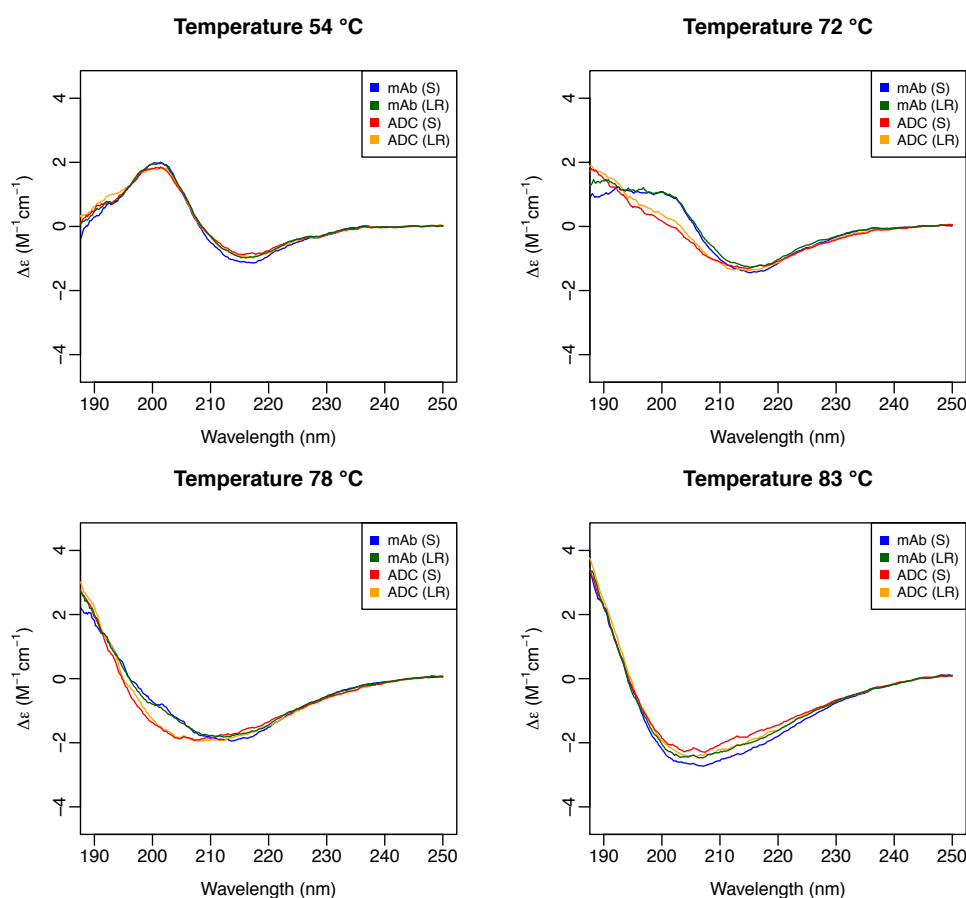 Temperature 54 °C
4
2
0
−2
−4
Δε (M⁻¹cm⁻¹)
mAb (S)
mAb (LR)
ADC (S)
ADC (LR)
190 200 210 220 230 240 250
Wavelength (nm)
Temperature 72 °C
4
2
0
−2
−4
Δε (M⁻¹cm⁻¹)
mAb (S)
mAb (LR)
ADC (S)
ADC (LR)
190 200 210 220 230 240 250
Wavelength (nm)
Temperature 78 °C
4
2
0
−2
−4
Δε (M⁻¹cm⁻¹)
mAb (S)
mAb (LR)
ADC (S)
ADC (LR)
190 200 210 220 230 240 250
Wavelength (nm)
Temperature 83 °C
4
2
0
−2
−4
Δε (M⁻¹cm⁻¹)
mAb (S)
mAb (LR)
ADC (S)
ADC (LR)
190 200 210 220 230 240 250
Wavelength (nm)